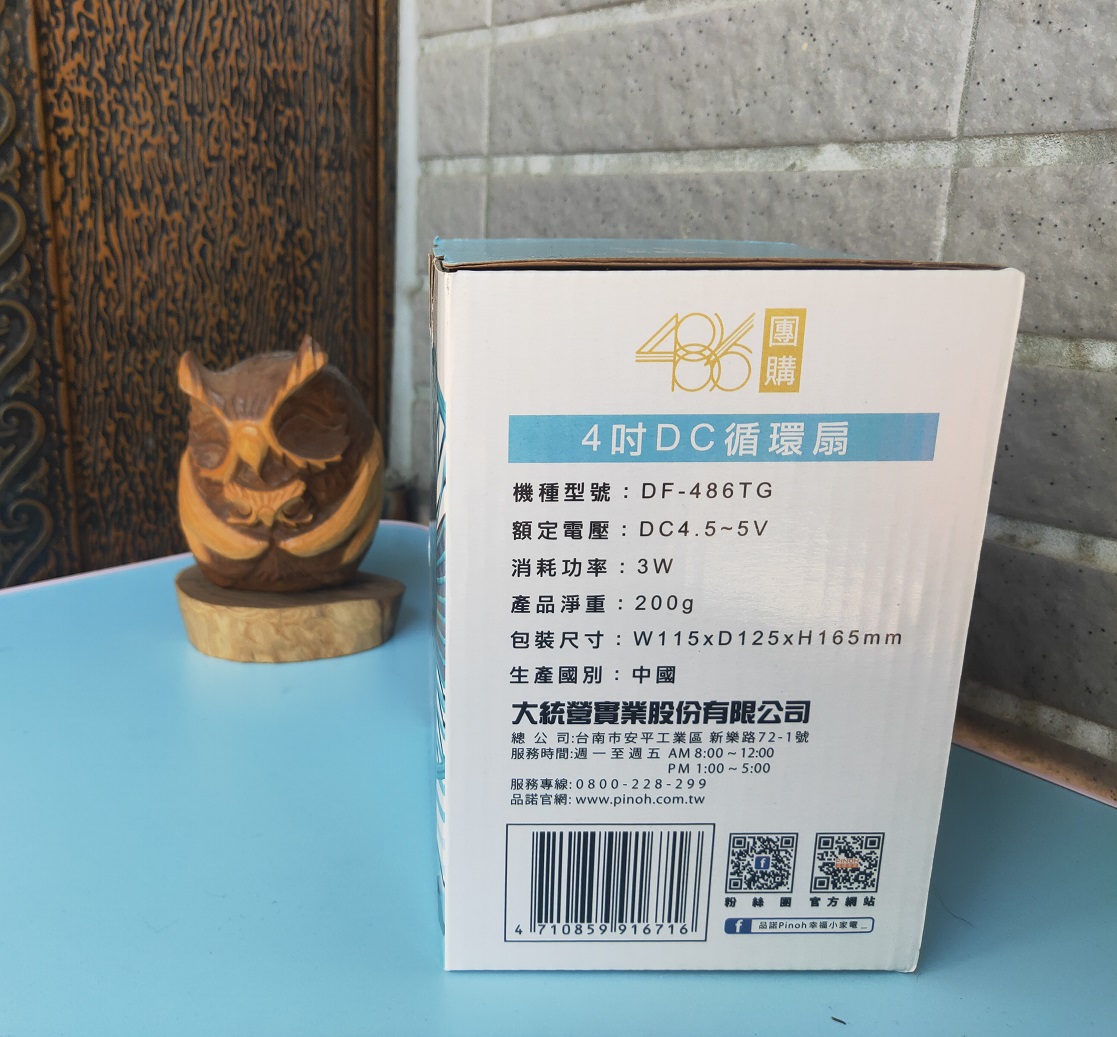 486團購
4吋DC循環扇
機種型號：DF-486TG
額定電壓：DC4.5~5V
消耗功率：3W
產品淨重：200g
包裝尺寸：W115xD125xH165mm
生產國別：中國
大統營實業股份有限公司
總公司:台南市安平工業區新樂路72-1號
服務時間:週一至週五 AM 8:00~12:00
PM 1:00~5:00
服務專線:0800-228-299
品諾官網:www.pinoh.com.tw
4 710859 916716
粉絲團 官方網站
f 品諾Pinoh幸福小家電